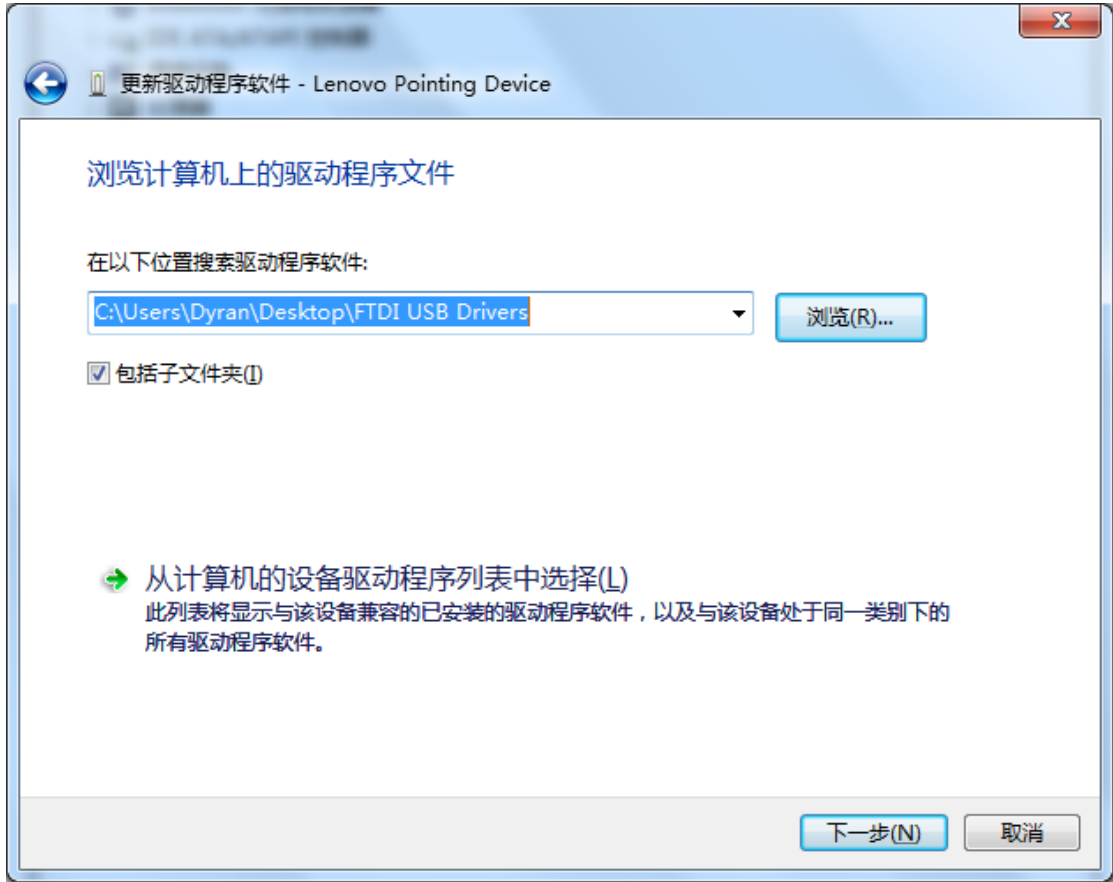 更新驱动程序软件 - Lenovo Pointing Device
浏览计算机上的驱动程序文件
在以下位置搜索驱动程序软件:
C:\Users\Dyran\Desktop\FTDI USB Drivers
浏览(R)...
包括子文件夹(I)
从计算机的设备驱动程序列表中选择(L)
此列表将显示与该设备兼容的已安装的驱动程序软件，以及与该设备处于同一类别下的
所有驱动程序软件。
下一步(N)
取消